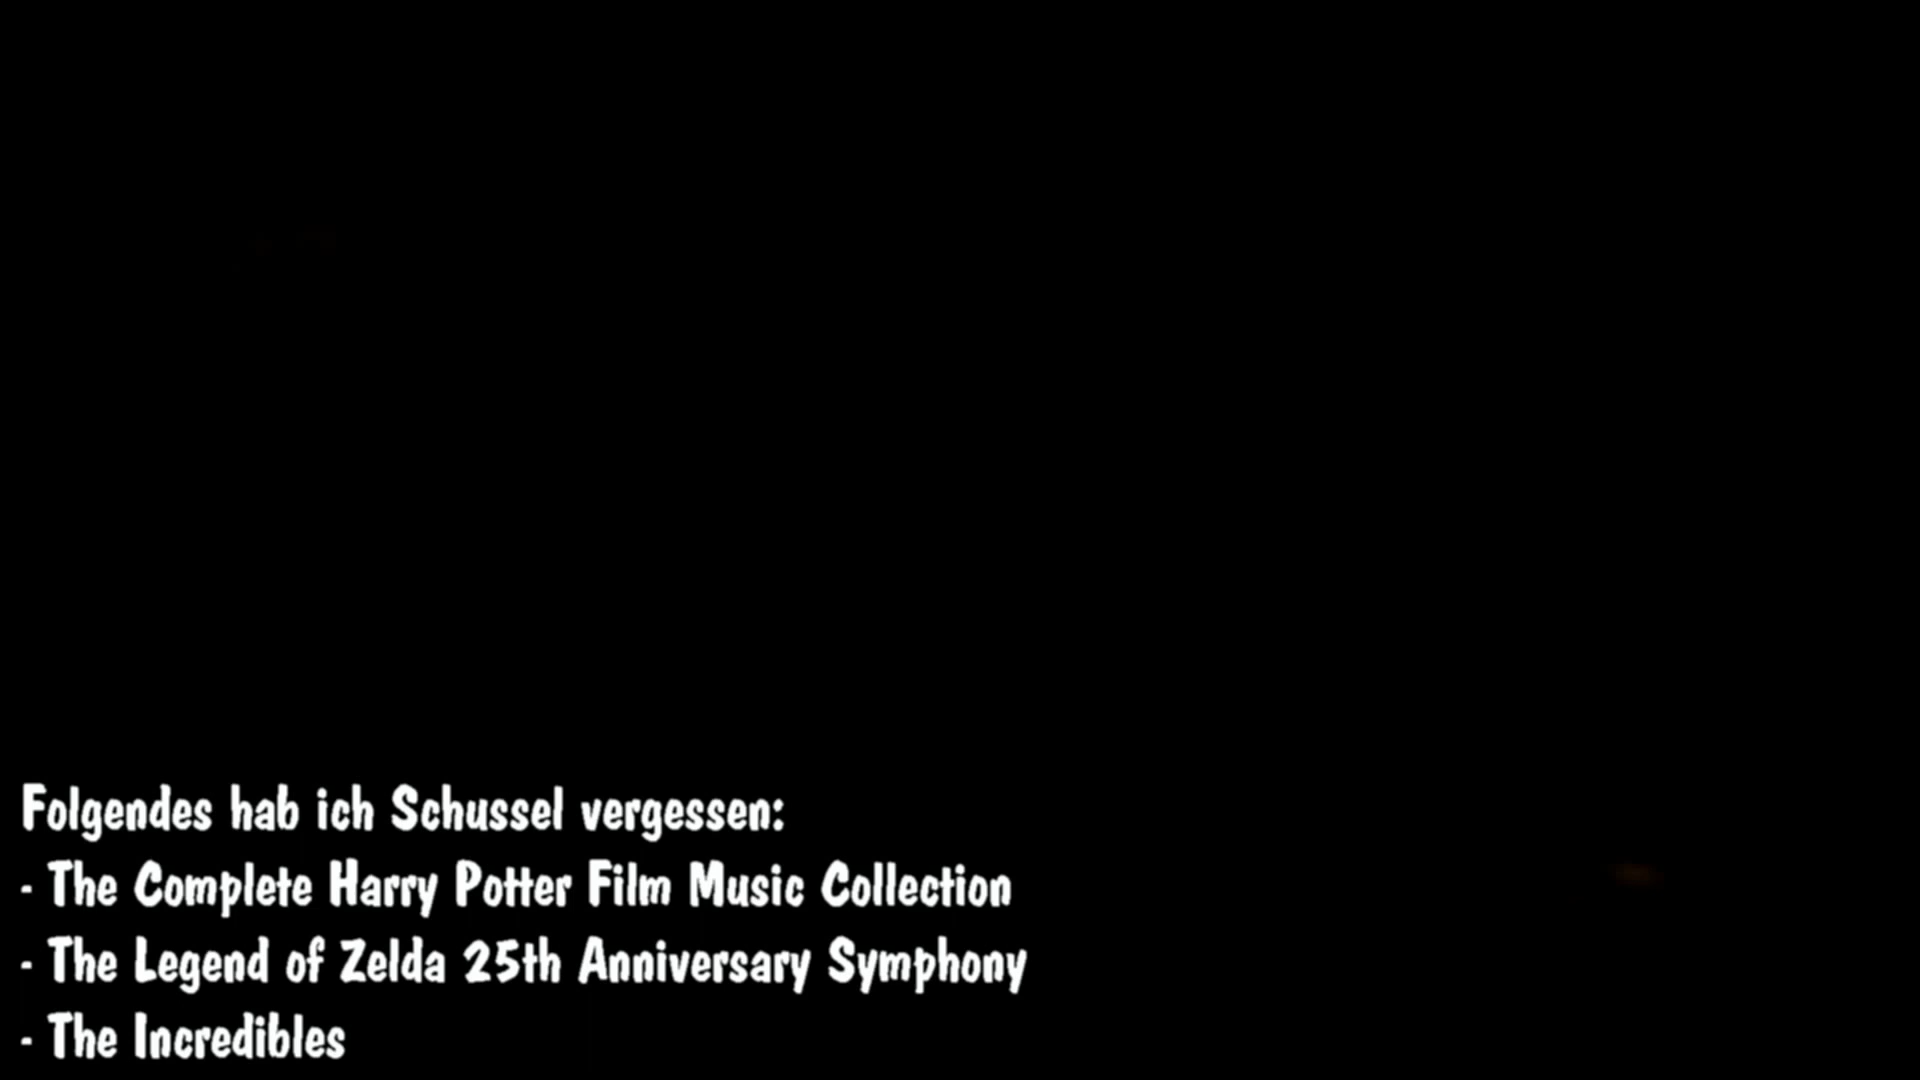 Folgendes hab ich Schussel vergessen:
- The Complete Harry Potter Film Music Collection
- The Legend of Zelda 25th Anniversary Symphony
- The Incredibles